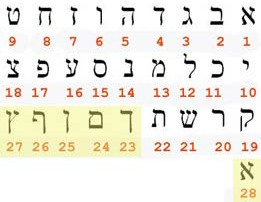 א ב ג ד ה ו ז ח ט
1 2 3 4 5 6 7 8 9
י כ ל מ נ ס ע פ צ
10 11 12 13 14 15 16 17 18
ק ר ש ת ך ם ן ף ץ
19 20 21 22 23 24 25 26 27
א
28